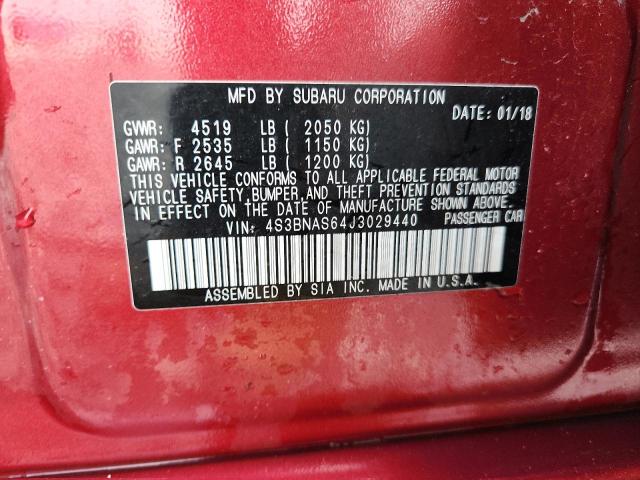 MFD BY SUBARU CORPORATION
DATE: 01/18
GVWR: 4519 LB ( 2050 KG)
GAWR: F 2535 LB ( 1150 KG)
GAWR: R 2645 LB ( 1200 KG)
THIS VEHICLE CONFORMS TO ALL APPLICABLE FEDERAL MOTOR
VEHICLE SAFETY, BUMPER, AND THEFT PREVENTION STANDARDS
IN EFFECT ON THE DATE OF MANUFACTURE SHOWN ABOVE.
VIN: 4S3BNAS64J3029440 PASSENGER CAR
ASSEMBLED BY SIA INC. MADE IN U.S.A.